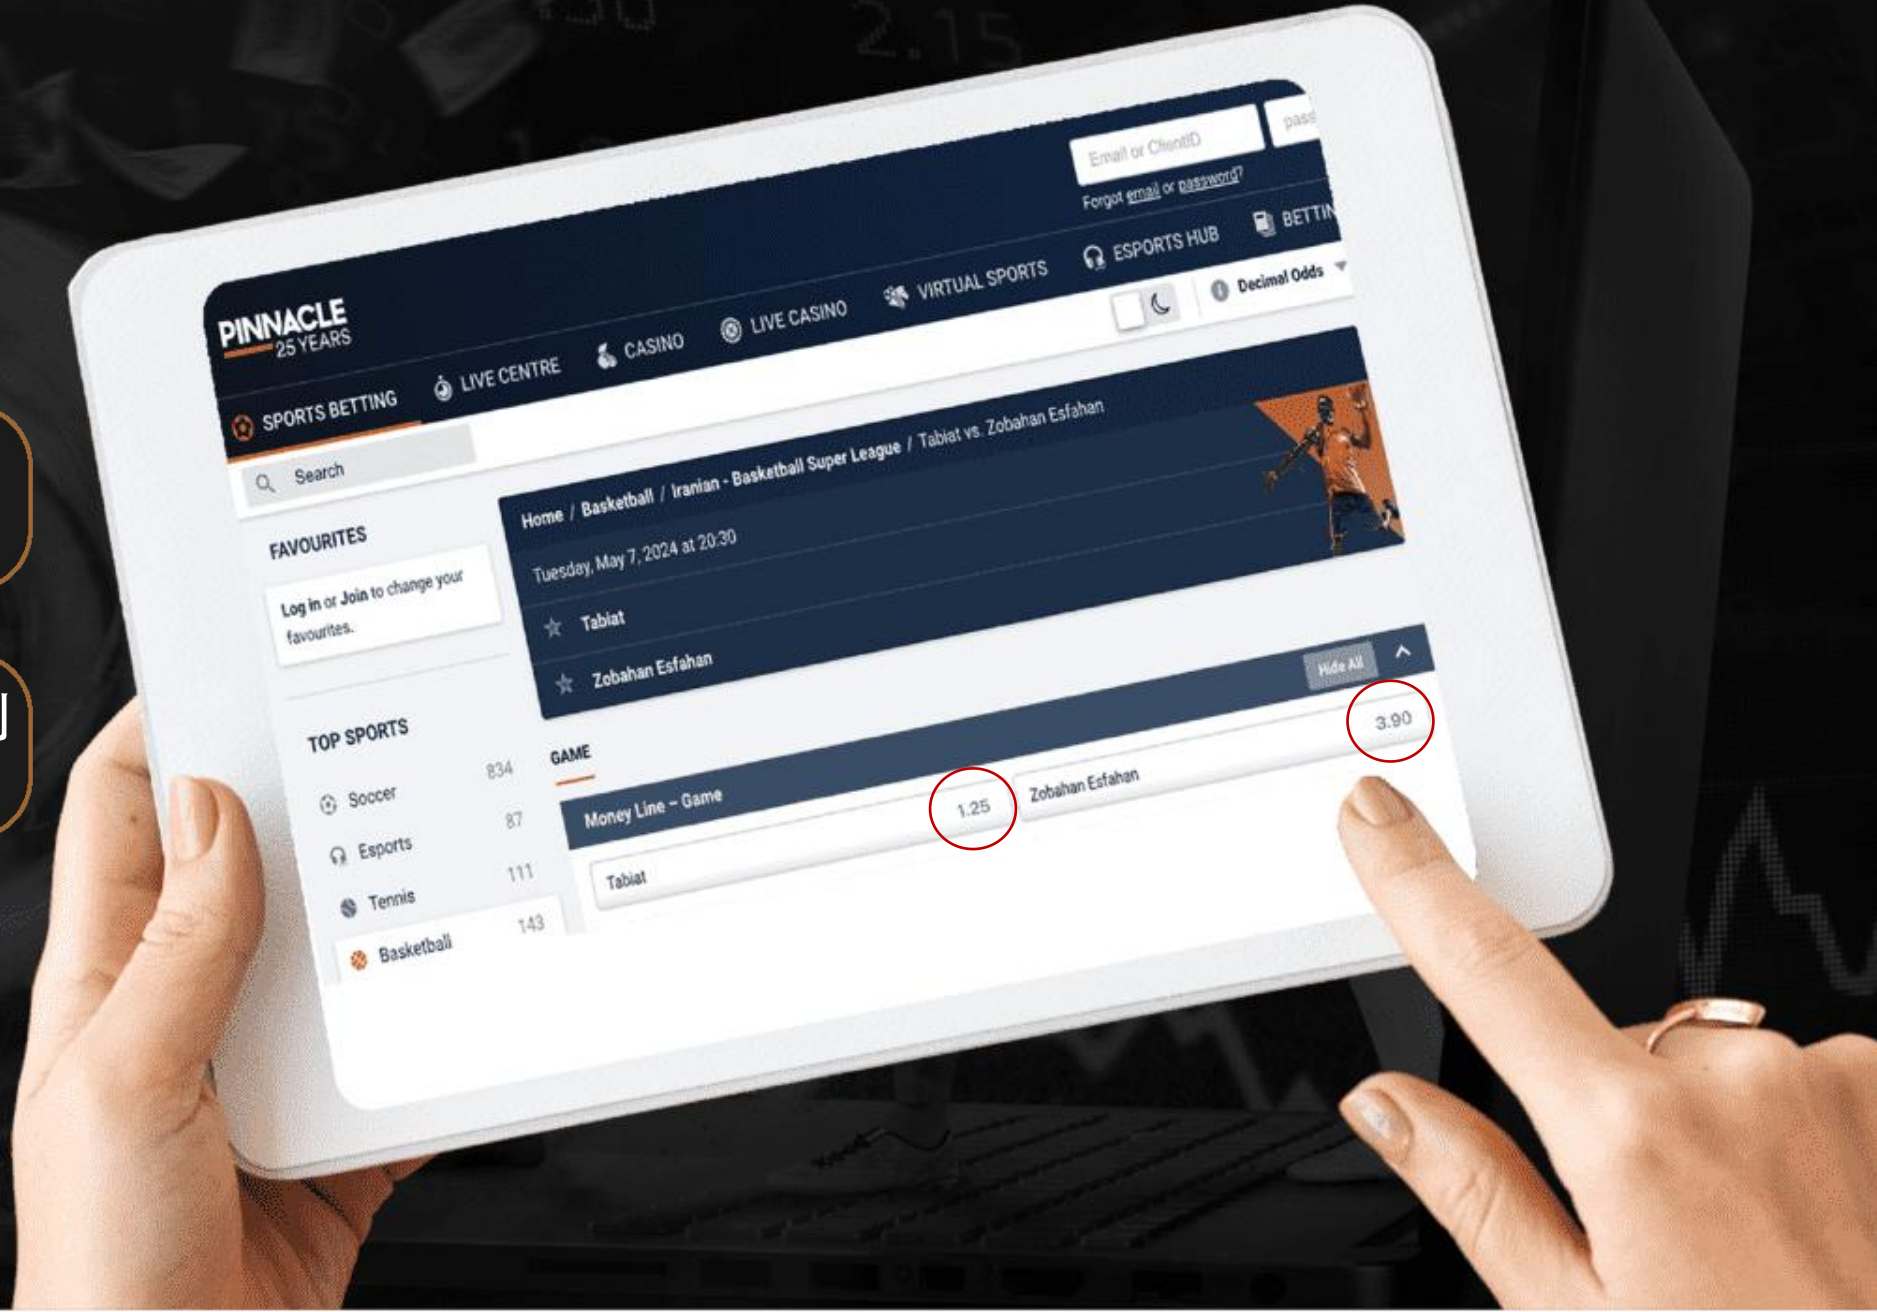 2.15
Email or ClientID
pass
Forgot email or password?
PINNACLE
25 YEARS
SPORTS BETTING
LIVE CENTRE
CASINO
LIVE CASINO
VIRTUAL SPORTS
ESPORTS HUB
BETTIN
Search
Decimal Odds
FAVOURITES
Log in or Join to change your
favourites.
TOP SPORTS
Soccer 834
Esports 87
Tennis 111
Basketball 143
Home / Basketball / Iranian - Basketball Super League / Tabiat vs. Zobahan Esfahan
Tuesday, May 7, 2024 at 20:30
Tabiat
Zobahan Esfahan
GAME
Hide All
Money Line – Game
Tabiat 1.25
Zobahan Esfahan 3.90